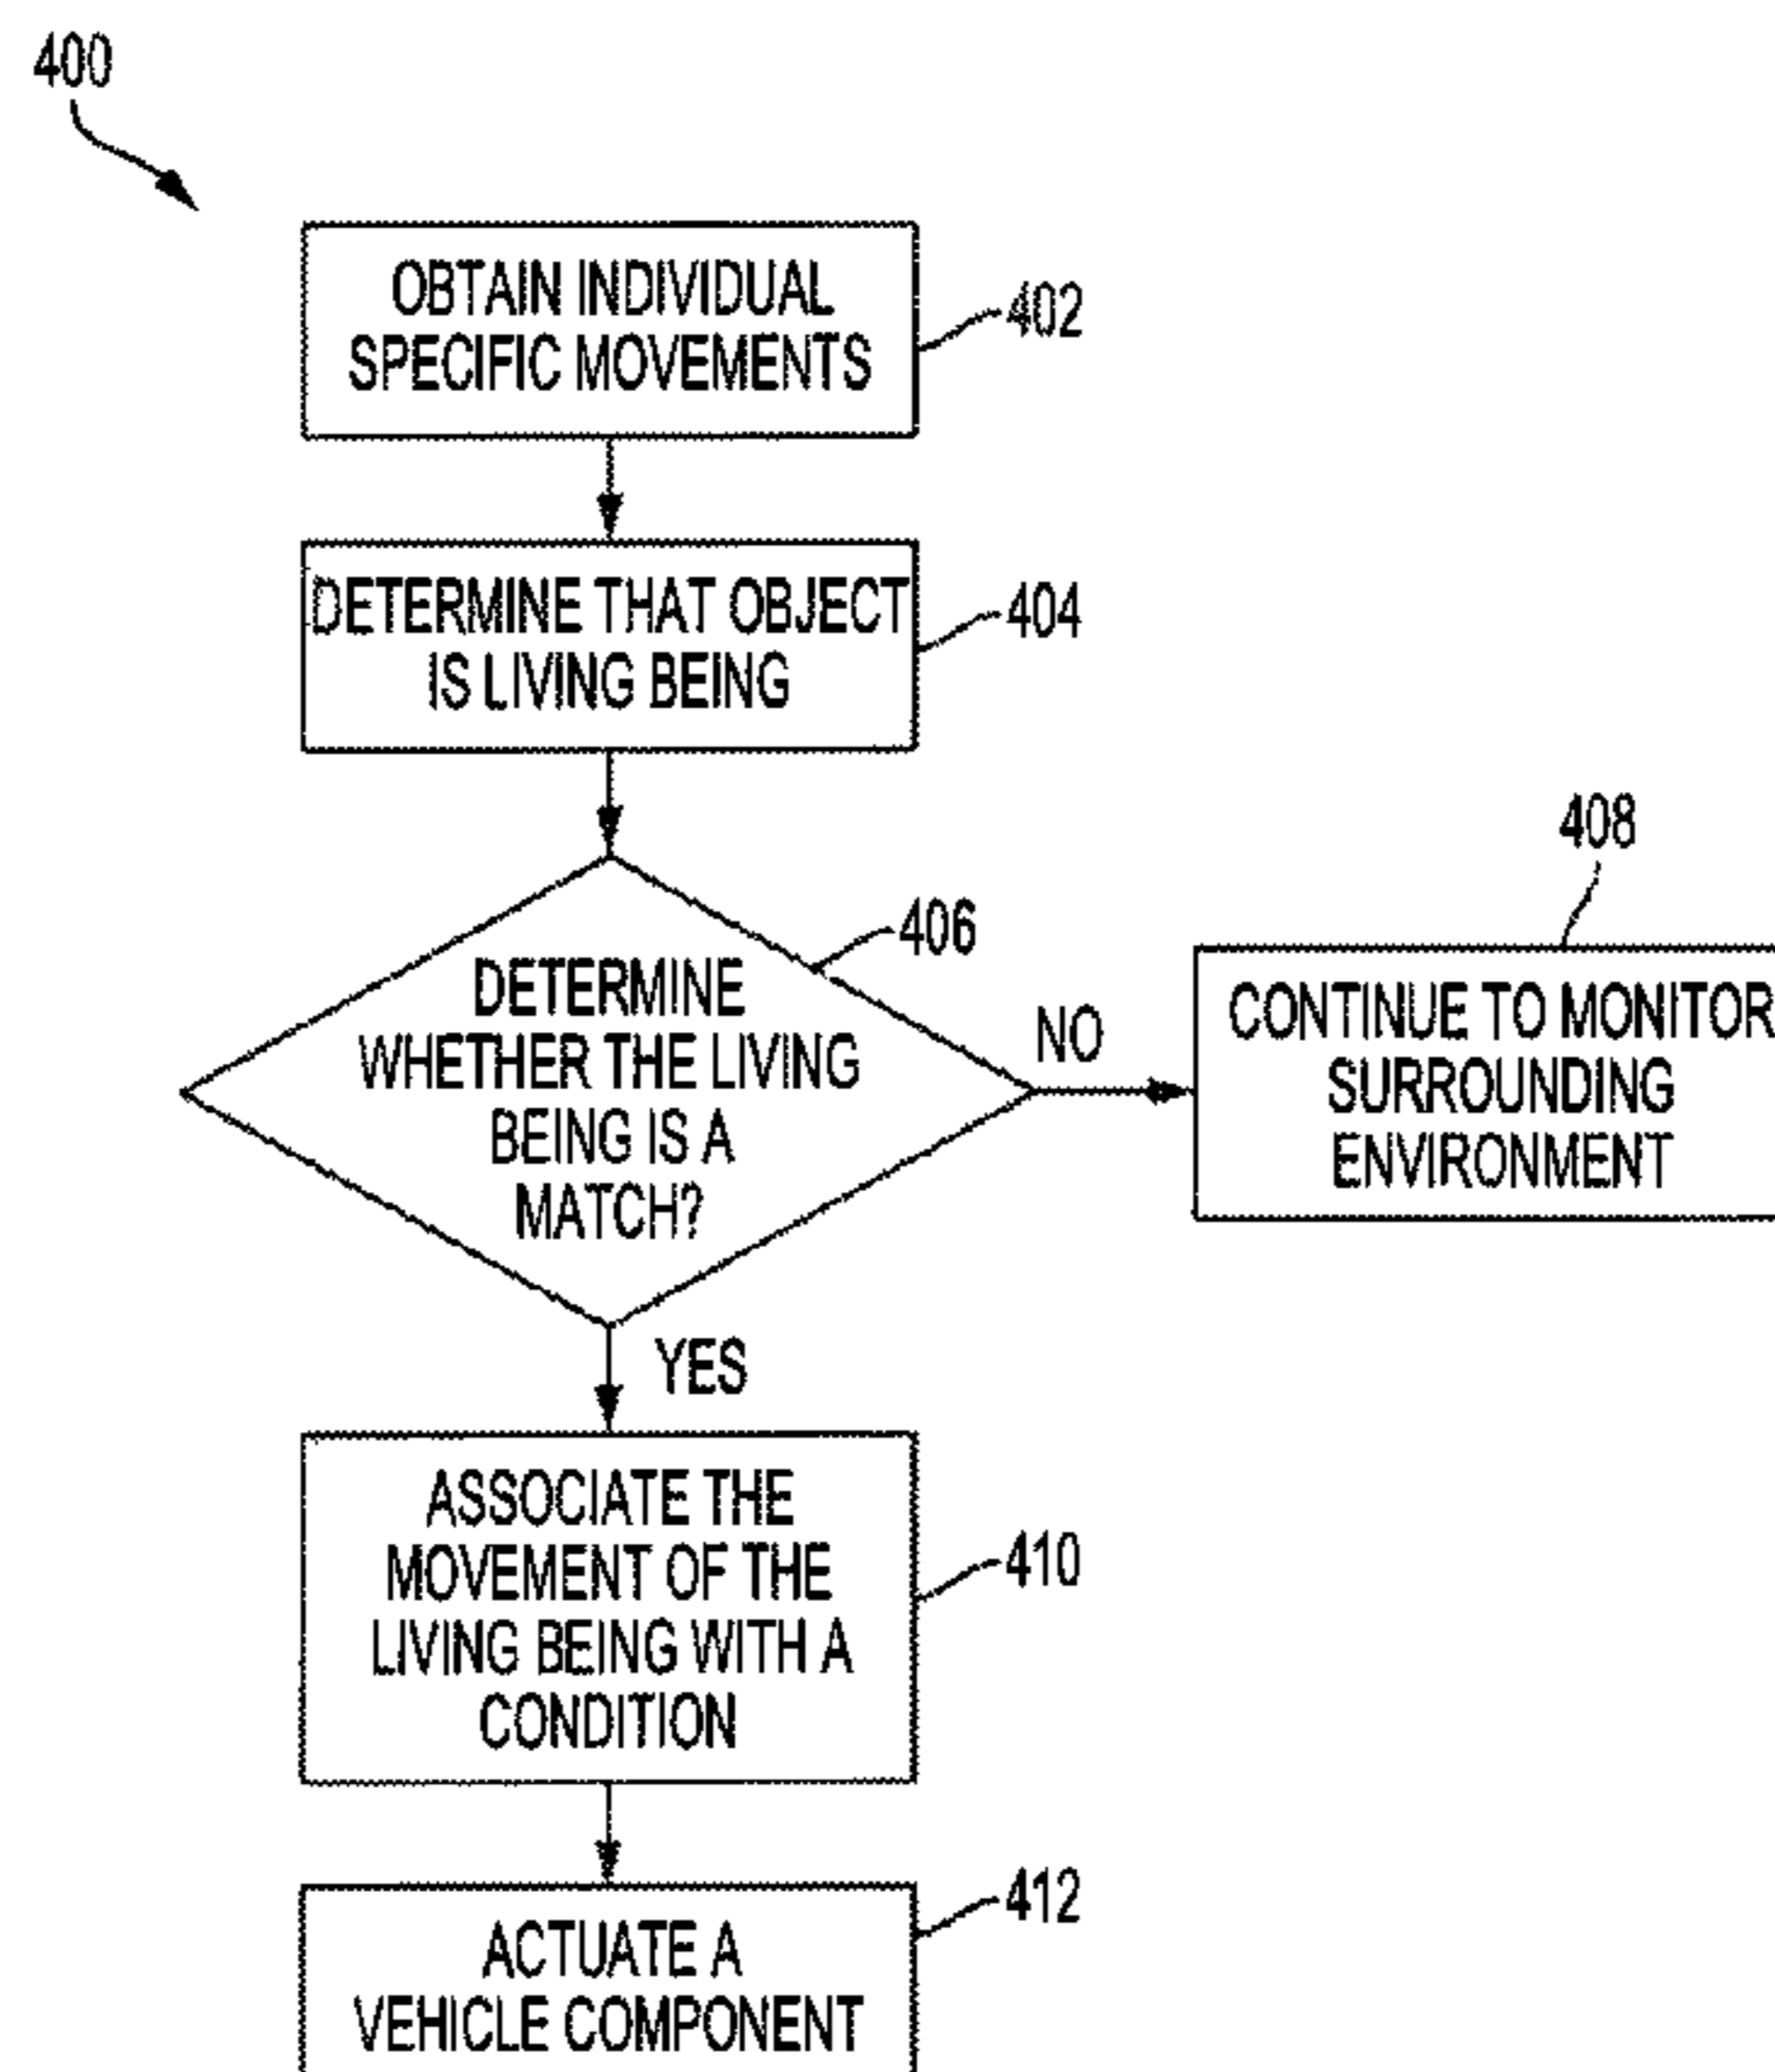 400
OBTAIN INDIVIDUAL
SPECIFIC MOVEMENTS
402
DETERMINE THAT OBJECT
IS LIVING BEING
404
406
DETERMINE
WHETHER THE LIVING
BEING IS A
MATCH?
NO
408
CONTINUE TO MONITOR
SURROUNDING
ENVIRONMENT
YES
ASSOCIATE THE
MOVEMENT OF THE
LIVING BEING WITH A
CONDITION
410
ACTUATE A
VEHICLE COMPONENT
412